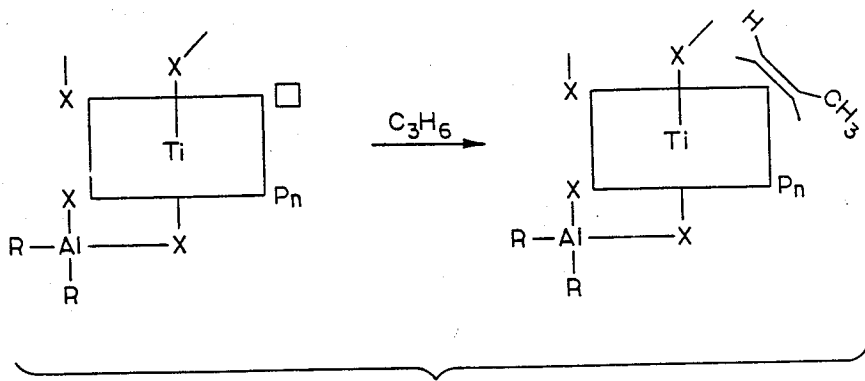 X X □ X X H
Ti C3H6 Ti CH3
X Pn X Pn
R—Al—X R—Al—X
R R